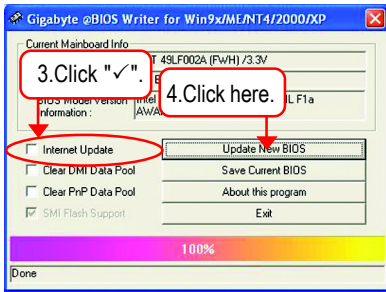 Gigabyte @BIOS Writer for Win9x/ME/NT4/2000/XP
Current Mainboard Info
49LF002A (FWH) /3.3V
3.Click "✓".
4.Click here.
BIOS Model Version
Information :
Intel
L F1a
AWA
Internet Update
Update New BIOS
Clear DMI Data Pool
Save Current BIOS
Clear PnP Data Pool
About this program
SMI Flash Support
Exit
100%
Done